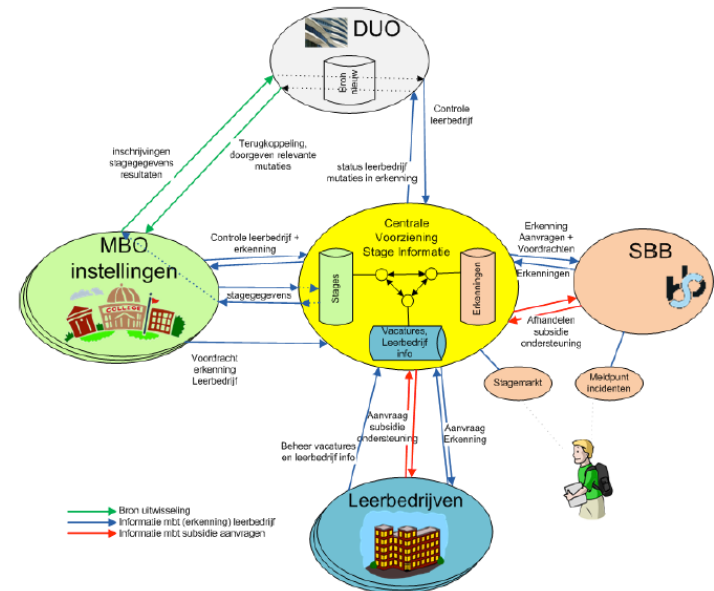 DUO
Bron
nieuw
Controle
leerbedrijf
inschrijvingen
stagegegevens
resultaten
Terugkoppeling,
doorgeven relevante
mutaties
status leerbedrijf
mutaties in erkenning
MBO
instellingen
COLLEGE
Controle leerbedrijf +
erkenning
stagegegevens
Voordracht
erkenning
Leerbedrijf
Centrale
Voorziening
Stage Informatie
Stages
Erkenningen
Vacatures,
Leerbedrijf
info
Erkenning
Aanvragen +
Voordrachten
Erkenningen
SBB
Afhandelen
subsidie
ondersteuning
Stagemarkt
Meldpunt
incidenten
Beheer vacatures
en leerbedrijf info
Aanvraag
subsidie
ondersteuning
Aanvraag
Erkenning
Leerbedrijven
Bron uitwisseling
Informatie mbt (erkenning) leerbedrijf
Informatie mbt subsidie aanvragen